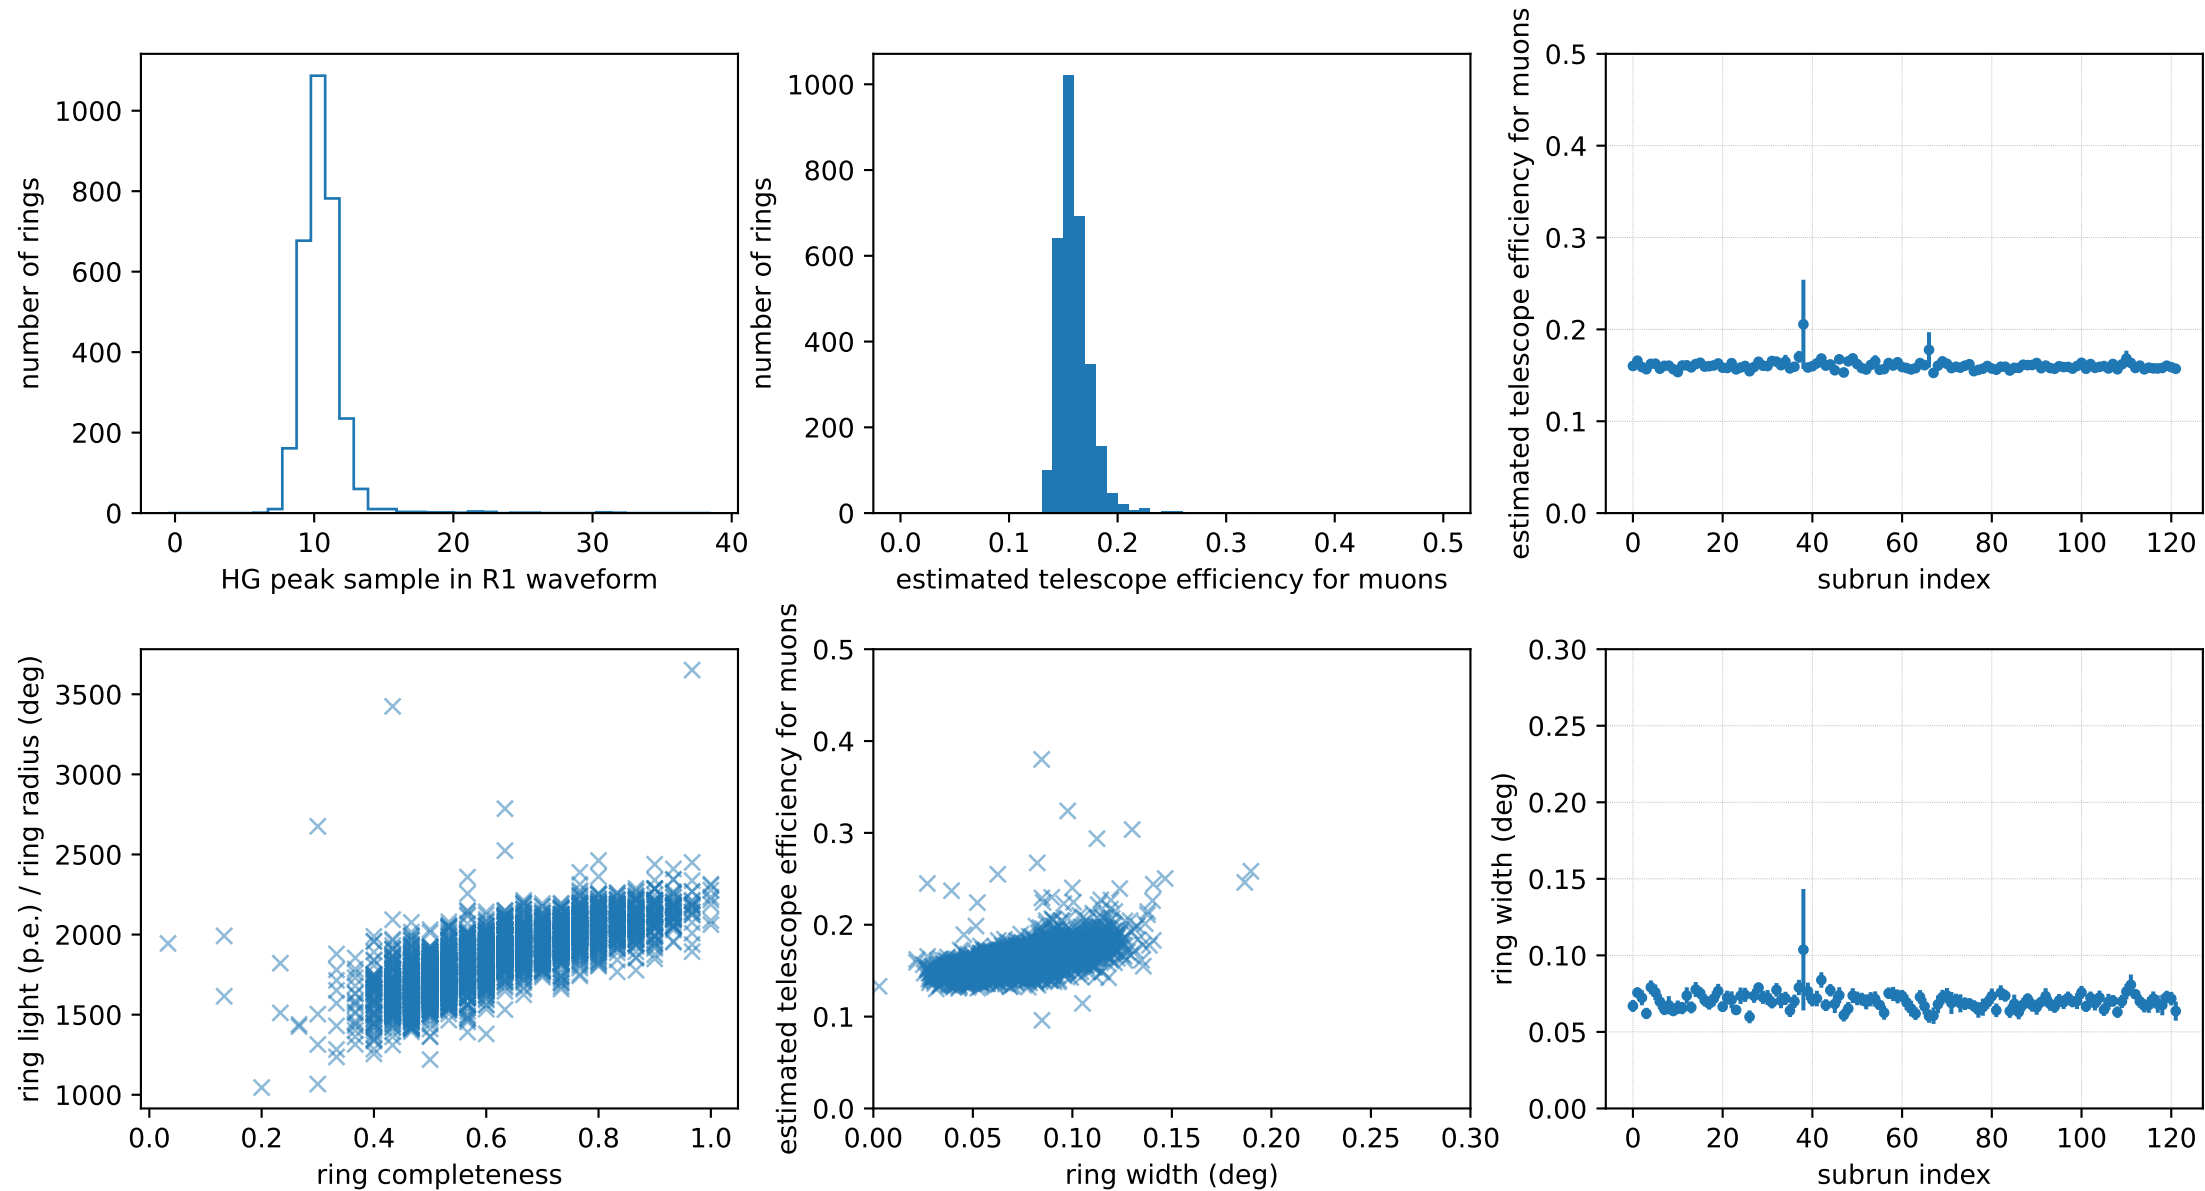 number of rings
1000
800
600
400
200
0
0 10 20 30 40
HG peak sample in R1 waveform
number of rings
1000
800
600
400
200
0
0.0 0.1 0.2 0.3 0.4 0.5
estimated telescope efficiency for muons
estimated telescope efficiency for muons
0.5
0.4
0.3
0.2
0.1
0.0
0 20 40 60 80 100 120
subrun index
ring light (p.e.) / ring radius (deg)
3500
3000
2500
2000
1500
1000
0.0 0.2 0.4 0.6 0.8 1.0
ring completeness
estimated telescope efficiency for muons
0.5
0.4
0.3
0.2
0.1
0.0
0.00 0.05 0.10 0.15 0.20 0.25 0.30
ring width (deg)
ring width (deg)
0.30
0.25
0.20
0.15
0.10
0.05
0.00
0 20 40 60 80 100 120
subrun index